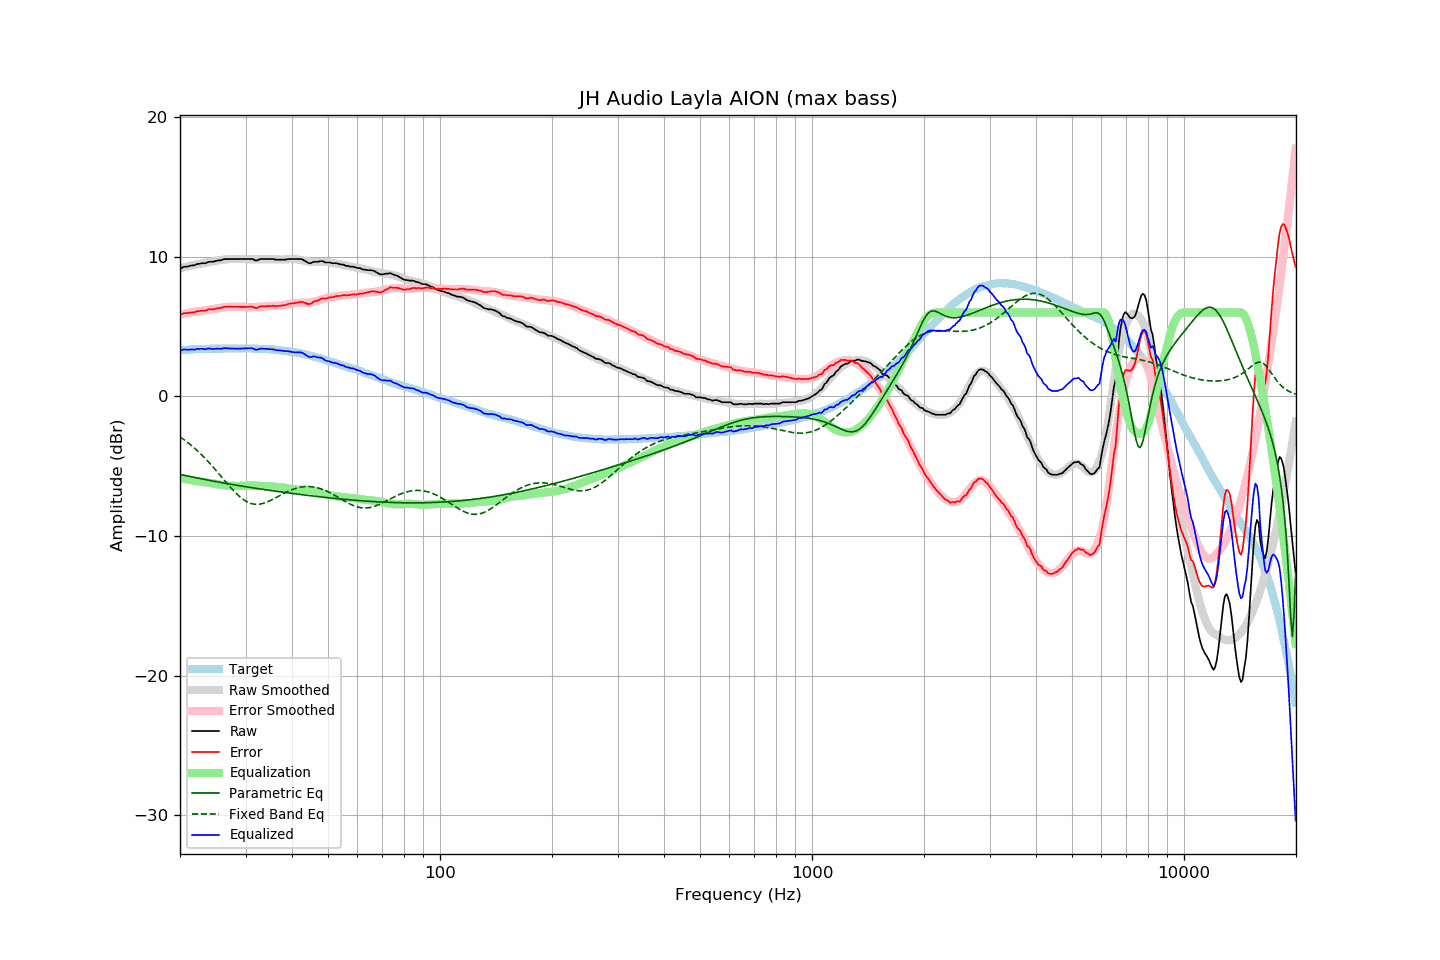 JH Audio Layla AION (max bass)
20
10
0
−10
−20
−30
Amplitude (dBr)
Target
Raw Smoothed
Error Smoothed
Raw
Error
Equalization
Parametric Eq
Fixed Band Eq
Equalized
100
1000
10000
Frequency (Hz)